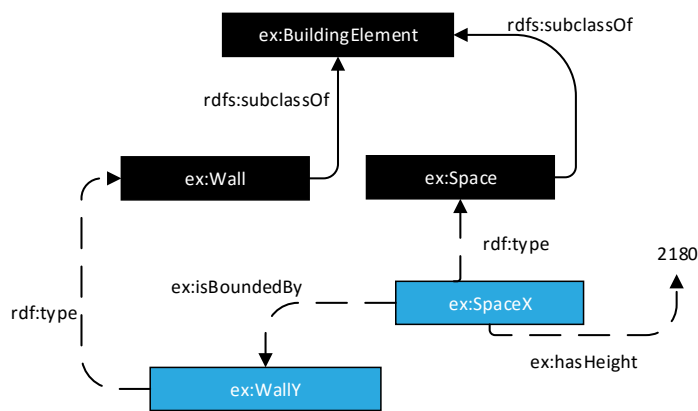 rdfs:subclassOf
ex:BuildingElement
rdfs:subclassOf
ex:Wall
ex:Space
rdf:type
2180
ex:isBoundedBy
ex:SpaceX
rdf:type
ex:hasHeight
ex:WallY